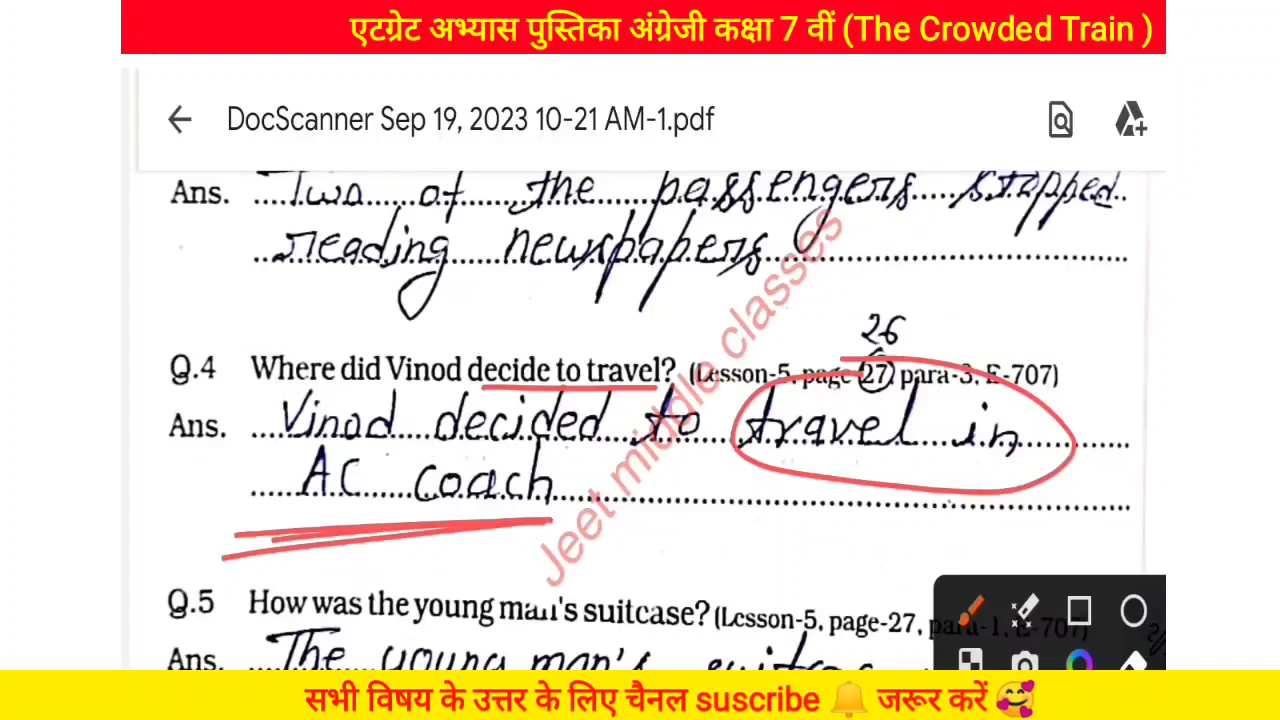 एटग्रेट अभ्यास पुस्तिका अंग्रेजी कक्षा 7 वीं (The Crowded Train )
DocScanner Sep 19, 2023 10-21 AM-1.pdf
Ans. Two of the passengers stopped
reading newspapers
26
Q.4 Where did Vinod decide to travel? (Lesson-5, page 27, para-3, E-707)
Ans. Vinod decided to travel in
AC coach
Jeet middle classes
Q.5 How was the young man's suitcase? (Lesson-5, page-27, para-1, E-707)
Ans. The young man's
सभी विषय के उत्तर के लिए चैनल suscribe 🔔 जरूर करें 🥰